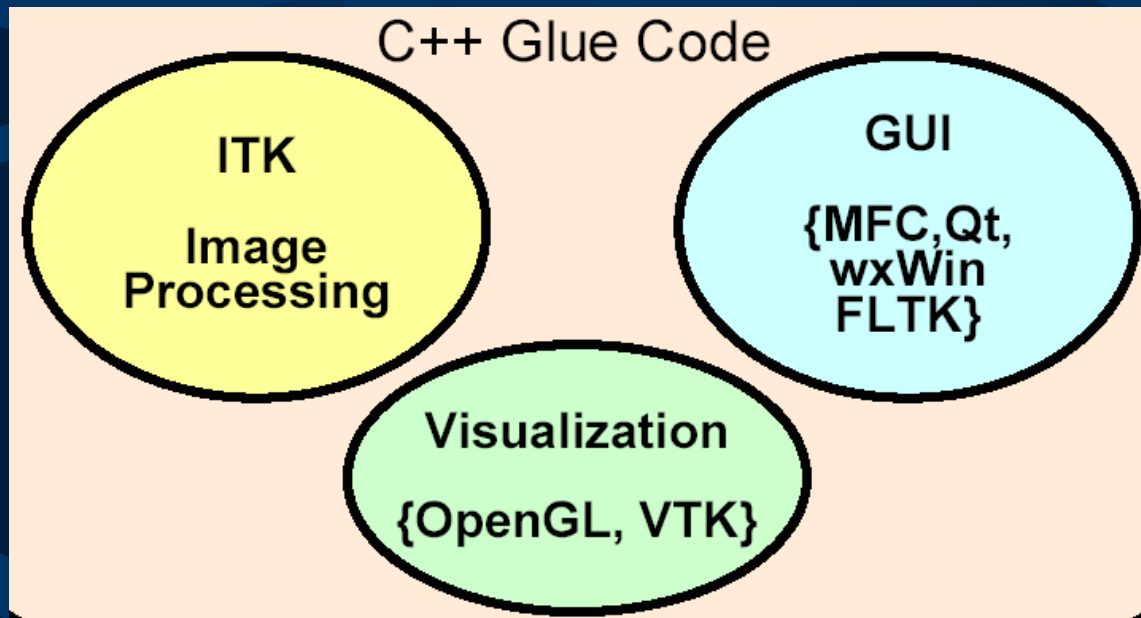 C++ Glue Code
ITK
Image
Processing
GUI
{MFC,Qt,
wxWin
FLTK}
Visualization
{OpenGL, VTK}